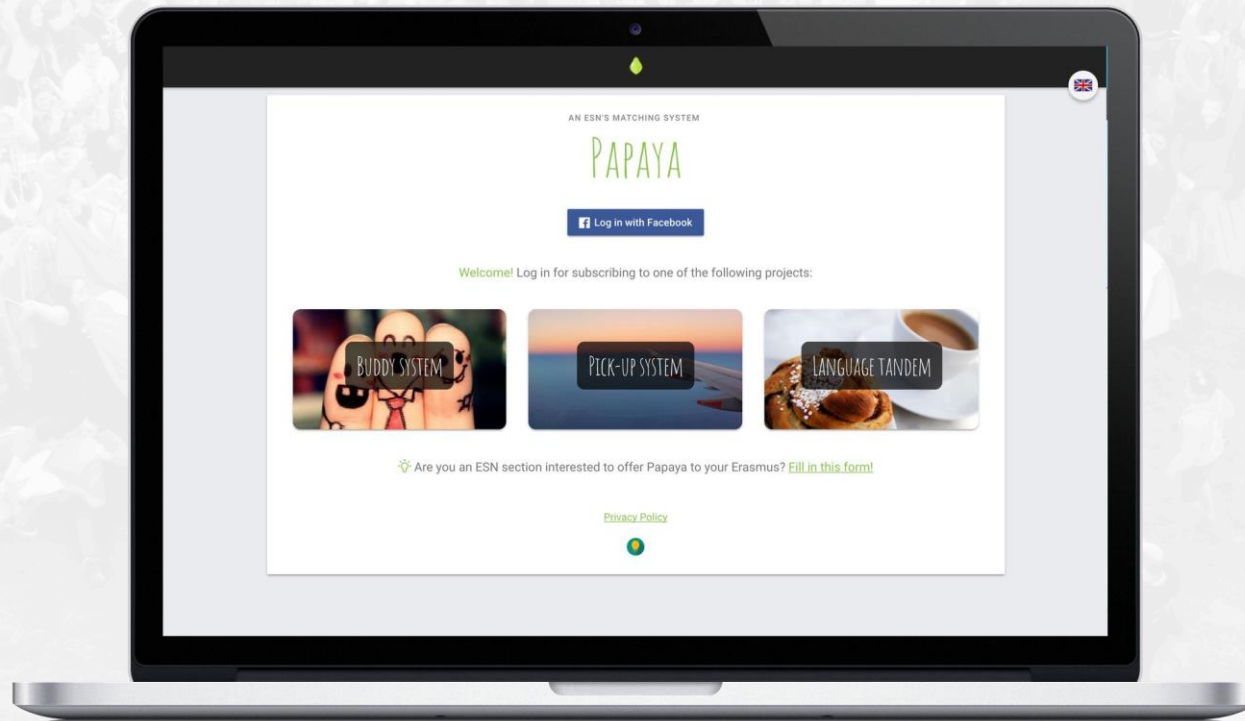 AN ESN'S MATCHING SYSTEM
PAPAYA
Log in with Facebook
Welcome! Log in for subscribing to one of the following projects:
BUDDY SYSTEM
PICK-UP SYSTEM
LANGUAGE TANDEM
Are you an ESN section interested to offer Papaya to your Erasmus? Fill in this form!
Privacy Policy